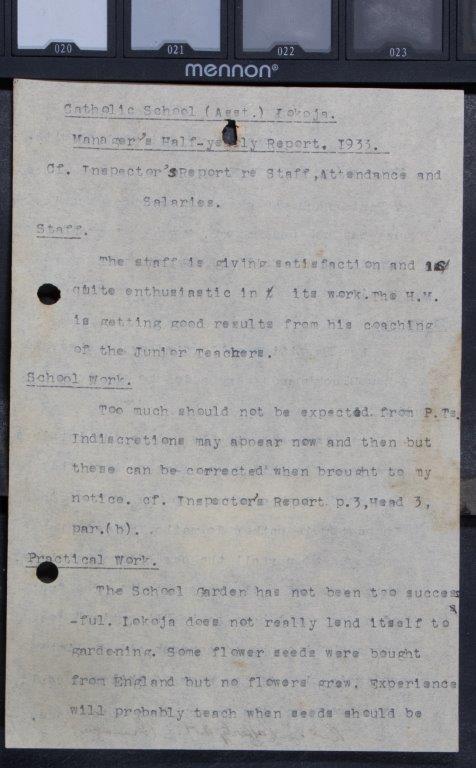 020 021 022 023
mennon®
Catholic School (Asst.) Lokoja.
Manager's Half-yearly Report. 1933.
Cf. Inspector's Report re Staff,Attendance and
Salaries.
Staff.
The staff is giving satisfaction and is
quite enthusiastic in its work.The H.M.
is getting good results from his coaching
of the Junior Teachers.
School Work.
Too much should not be expected from P.Ts.
Indiscretions may appear now and then but
these can be corrected when brought to my
notice. cf. Inspector's Report p.3,Head 3,
par.(b).
Practical Work.
The School Garden has not been too success
-ful. Lokoja does not really lend itself to
gardening. Some flower seeds were bought
from England but no flowers grew. Experience
will probably teach when seeds should be